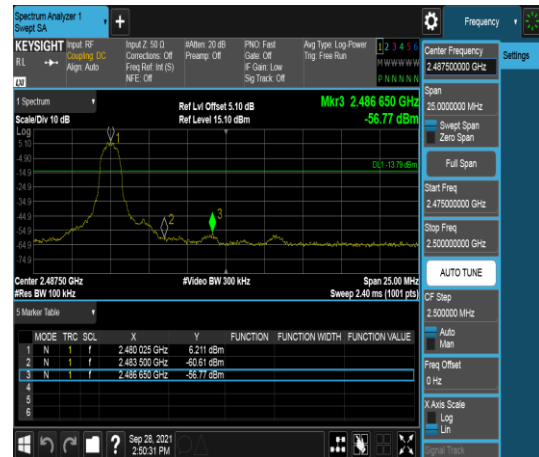 Spectrum Analyzer 1
Swept SA
+
Frequency
KEYSIGHT
RL
LXI
Input: RF
Coupling: DC
Align: Auto
Input Z: 50 Ω
Corrections: Off
Freq Ref: Int (S)
NFE: Off
#Atten: 20 dB
Preamp: Off
PNO: Fast
Gate: Off
IF Gain: Low
Sig Track: Off
Avg Type: Log-Power
Trig: Free Run
1 2 3 4 5 6
M W W W W W
P N N N N N
1 Spectrum
Scale/Div 10 dB
Ref Lvl Offset 5.10 dB
Ref Level 15.10 dBm
Mkr3 2.486 650 GHz
-56.77 dBm
Log
5.10
-4.90
-14.9
-24.9
-34.9
-44.9
-54.9
-64.9
-74.9
1
2
3
DL1 -13.79 dBm
Center 2.48750 GHz
#Res BW 100 kHz
#Video BW 300 kHz
Span 25.00 MHz
Sweep 2.40 ms (1001 pts)
5 Marker Table
MODE TRC SCL X Y FUNCTION FUNCTION WIDTH FUNCTION VALUE
1 N 1 f 2.480 025 GHz 6.211 dBm
2 N 1 f 2.483 500 GHz -60.61 dBm
3 N 1 f 2.486 650 GHz -56.77 dBm
4
5
6
Sep 28, 2021
2:50:31 PM
Center Frequency
2.487500000 GHz
Settings
Span
25.0000000 MHz
Swept Span
Zero Span
Full Span
Start Freq
2.475000000 GHz
Stop Freq
2.500000000 GHz
AUTO TUNE
CF Step
2.500000 MHz
Auto
Man
Freq Offset
0 Hz
X Axis Scale
Log
Lin
Signal Track